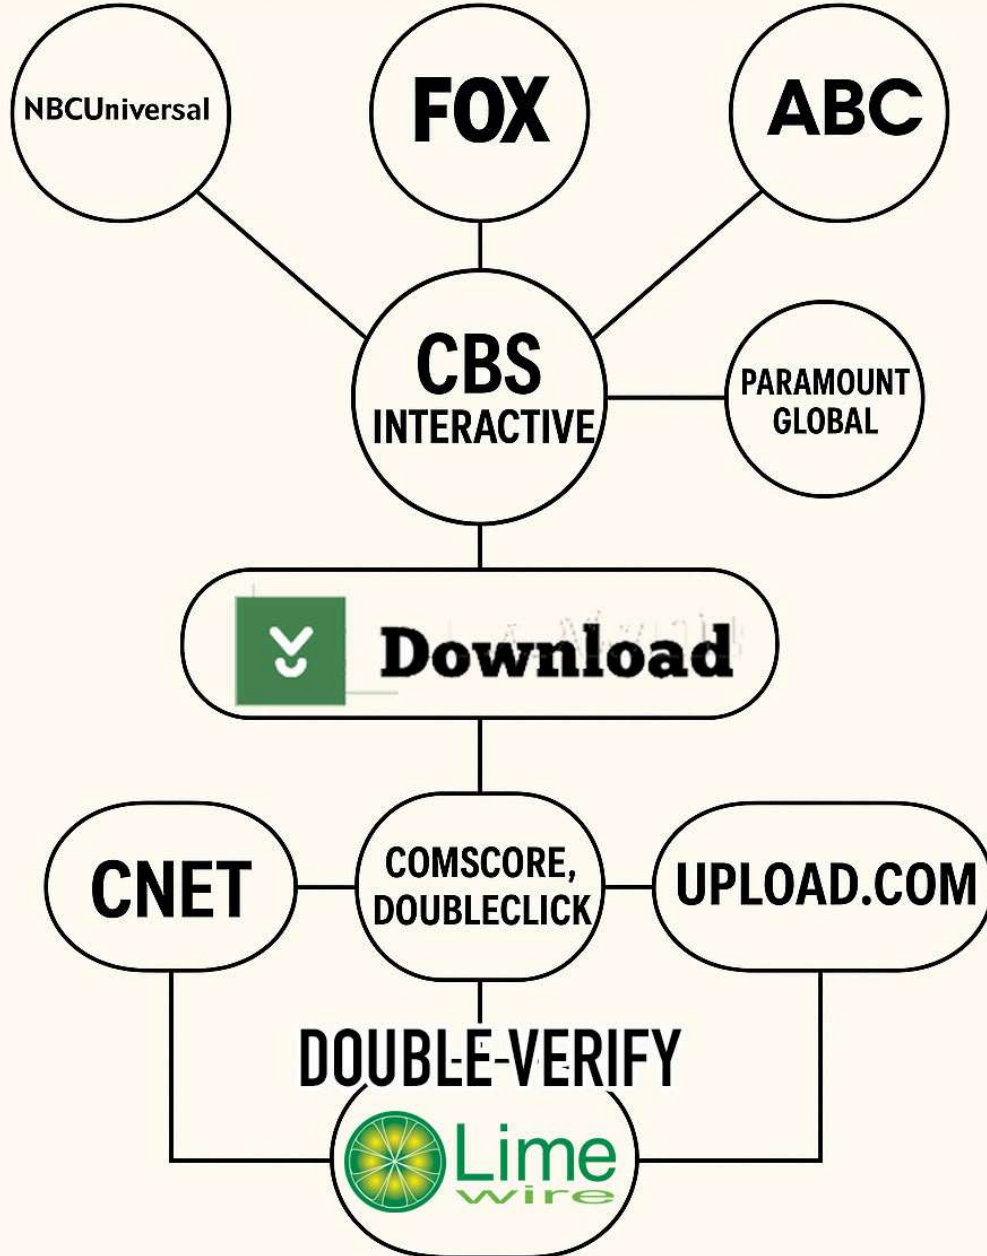 NBCUniversal
FOX
ABC
CBS
INTERACTIVE
PARAMOUNT
GLOBAL
Download
CNET
COMSCORE,
DOUBLECLICK
UPLOAD.COM
DOUBLE-VERIFY
Lime
wire